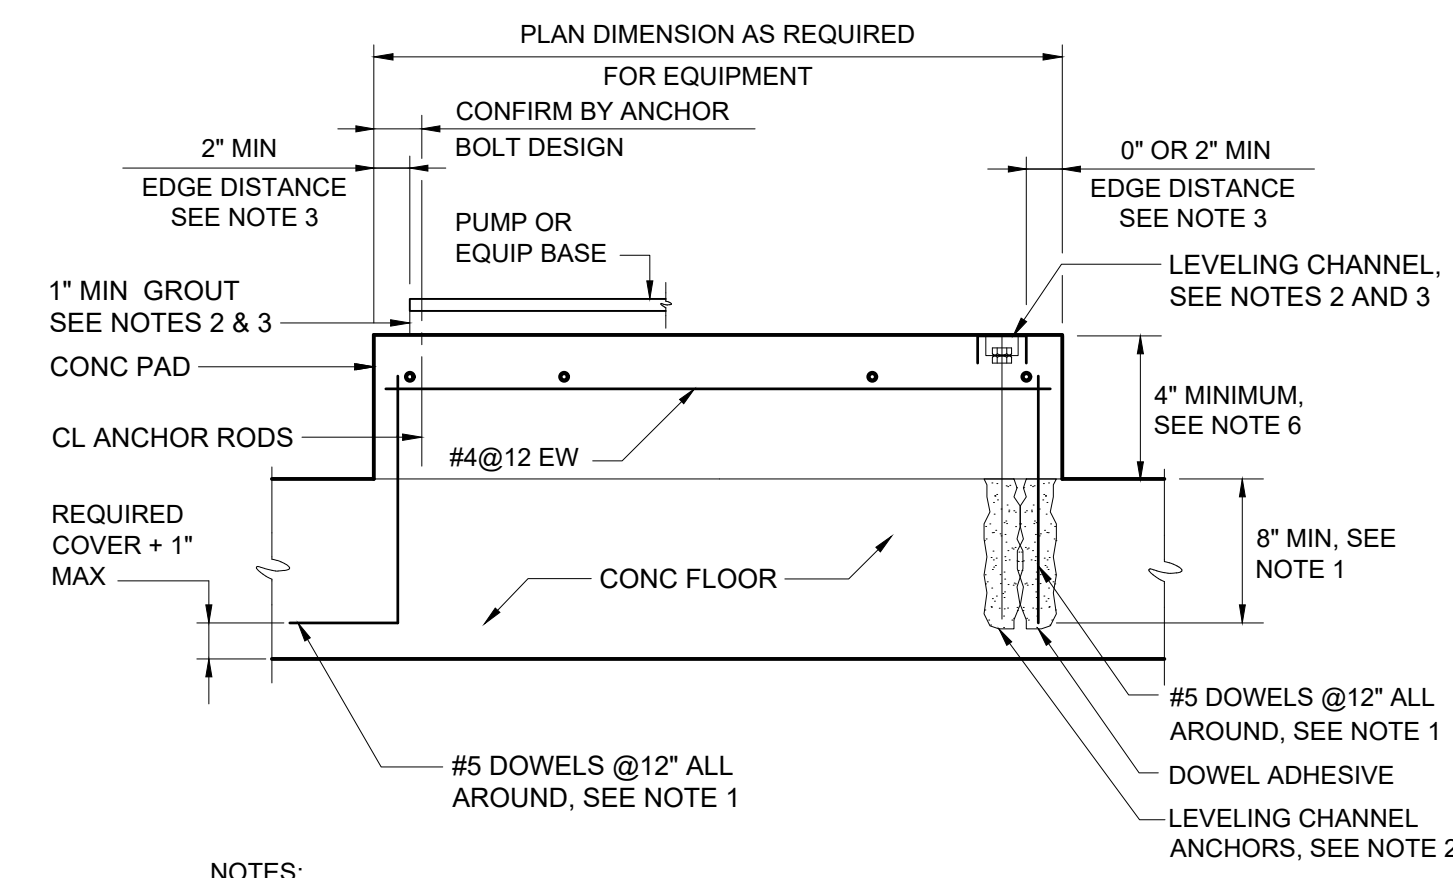 PLAN DIMENSION AS REQUIRED
FOR EQUIPMENT
CONFIRM BY ANCHOR
BOLT DESIGN
2" MIN
EDGE DISTANCE
SEE NOTE 3
0" OR 2" MIN
EDGE DISTANCE
SEE NOTE 3
PUMP OR
EQUIP BASE
LEVELING CHANNEL,
SEE NOTES 2 AND 3
1" MIN GROUT
SEE NOTES 2 & 3
CONC PAD
4" MINIMUM,
SEE NOTE 6
CL ANCHOR RODS
#4@12 EW
REQUIRED
COVER + 1"
MAX
8" MIN, SEE
NOTE 1
CONC FLOOR
#5 DOWELS @12" ALL
AROUND, SEE NOTE 1
#5 DOWELS @12" ALL
AROUND, SEE NOTE 1
DOWEL ADHESIVE
LEVELING CHANNEL
ANCHORS, SEE NOTE 2
NOTES: